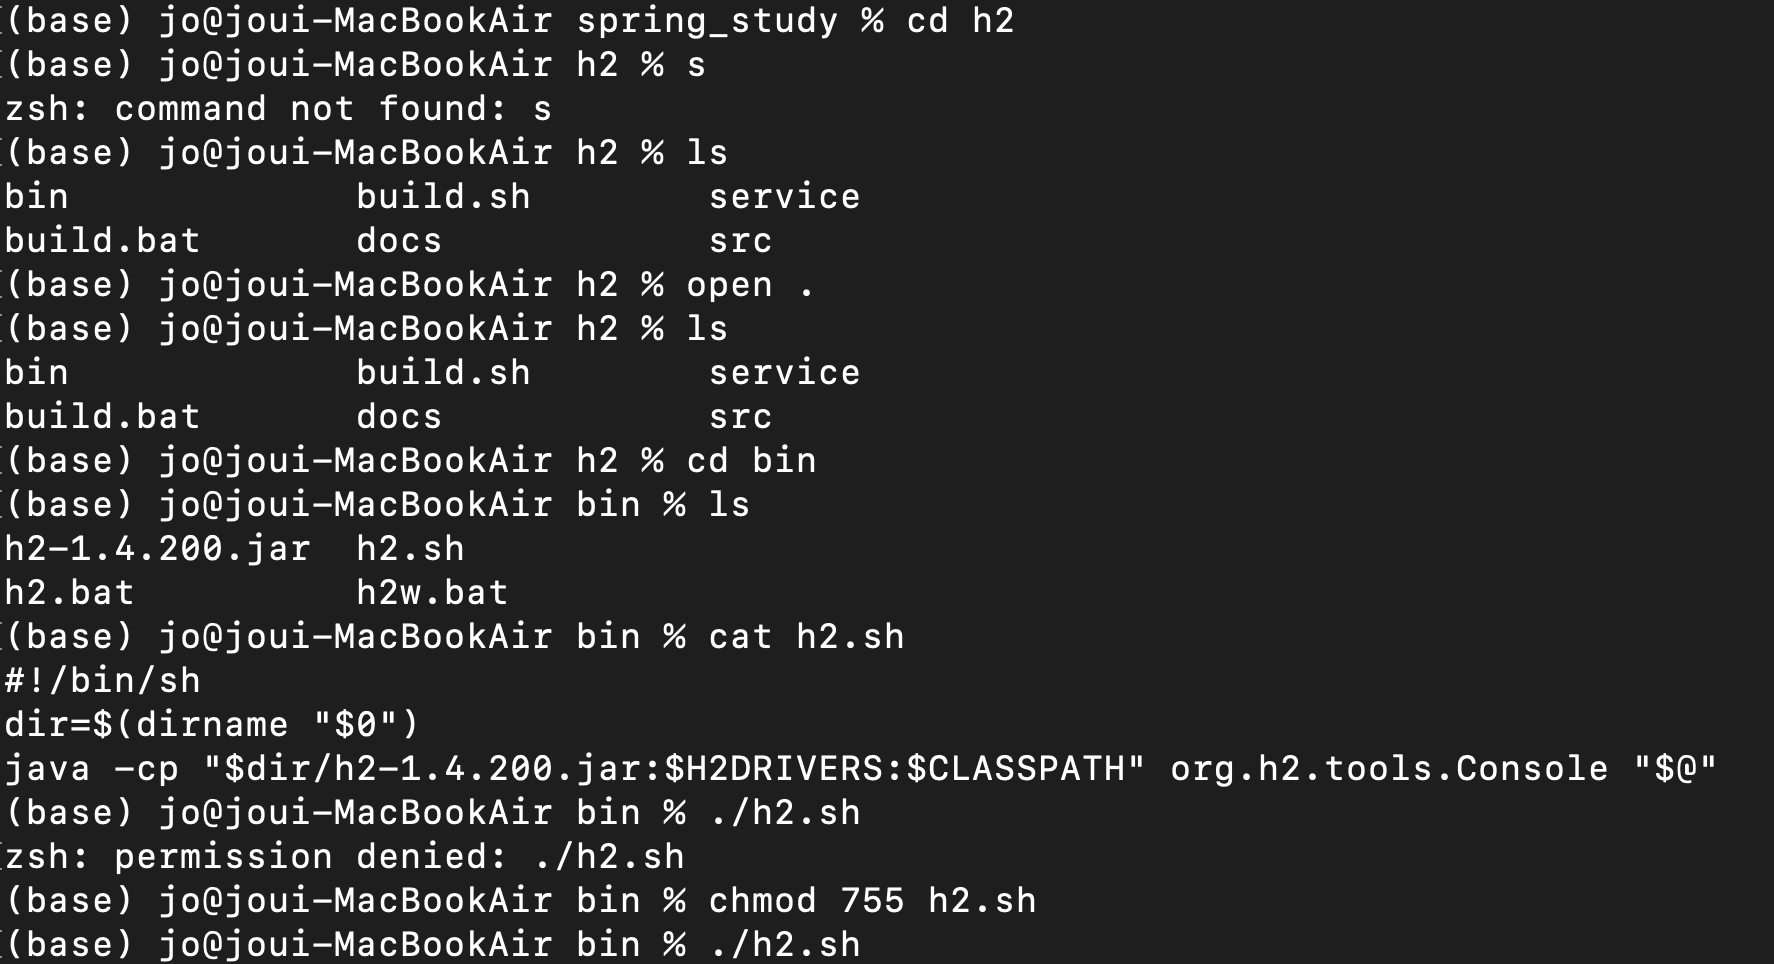 (base) jo@joui-MacBookAir spring_study % cd h2
(base) jo@joui-MacBookAir h2 % s
zsh: command not found: s
(base) jo@joui-MacBookAir h2 % ls
bin             build.sh        service
build.bat       docs            src
(base) jo@joui-MacBookAir h2 % open .
(base) jo@joui-MacBookAir h2 % ls
bin             build.sh        service
build.bat       docs            src
(base) jo@joui-MacBookAir h2 % cd bin
(base) jo@joui-MacBookAir bin % ls
h2-1.4.200.jar  h2.sh
h2.bat          h2w.bat
(base) jo@joui-MacBookAir bin % cat h2.sh
#!/bin/sh
dir=$(dirname "$0")
java -cp "$dir/h2-1.4.200.jar:$H2DRIVERS:$CLASSPATH" org.h2.tools.Console "$@"
(base) jo@joui-MacBookAir bin % ./h2.sh
zsh: permission denied: ./h2.sh
(base) jo@joui-MacBookAir bin % chmod 755 h2.sh
(base) jo@joui-MacBookAir bin % ./h2.sh